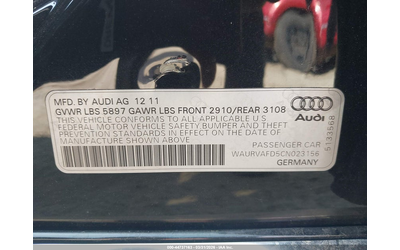 MFD. BY AUDI AG 12 11
GVWR LBS 5897 GAWR LBS FRONT 2910/REAR 3108
THIS VEHICLE CONFORMS TO ALL APPLICABLE U.S.
FEDERAL MOTOR VEHICLE SAFETY, BUMPER AND THEFT
PREVENTION STANDARDS IN EFFECT ON THE DATE OF
MANUFACTURE SHOWN ABOVE.
Audi
5133568
PASSENGER CAR
WAURVAFD5CN023156
GERMANY